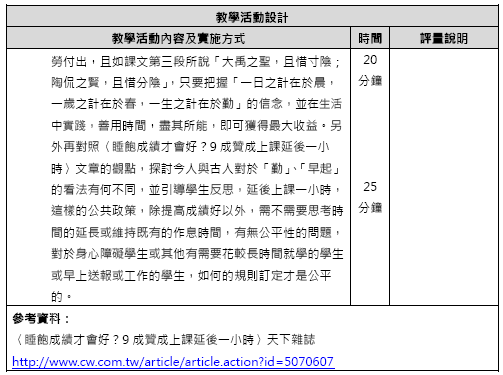 教學活動設計
教學活動內容及實施方式 時間 評量說明
勞付出，且如課文第三段所說「大禹之聖，且惜寸陰； 20
陶侃之賢，且惜分陰」，只要把握「一日之計在於晨， 分鐘
一歲之計在於春，一生之計在於勤」的信念，並在生活
中實踐，善用時間，盡其所能，即可獲得最大收益。另
外再對照〈睡飽成績才會好？9 成贊成上課延後一小
時〉文章的觀點，探討今人與古人對於「勤」、「早起」
的看法有何不同，並引導學生反思，延後上課一小時， 25
這樣的公共政策，除提高成績好以外，需不需要思考時 分鐘
間的延長或維持既有的作息時間，有無公平性的問題，
對於身心障礙學生或其他有需要花較長時間就學的學生
或早上送報或工作的學生，如何的規則訂定才是公平
的。
參考資料：
〈睡飽成績才會好？9 成贊成上課延後一小時〉天下雜誌
http://www.cw.com.tw/article/article.action?id=5070607